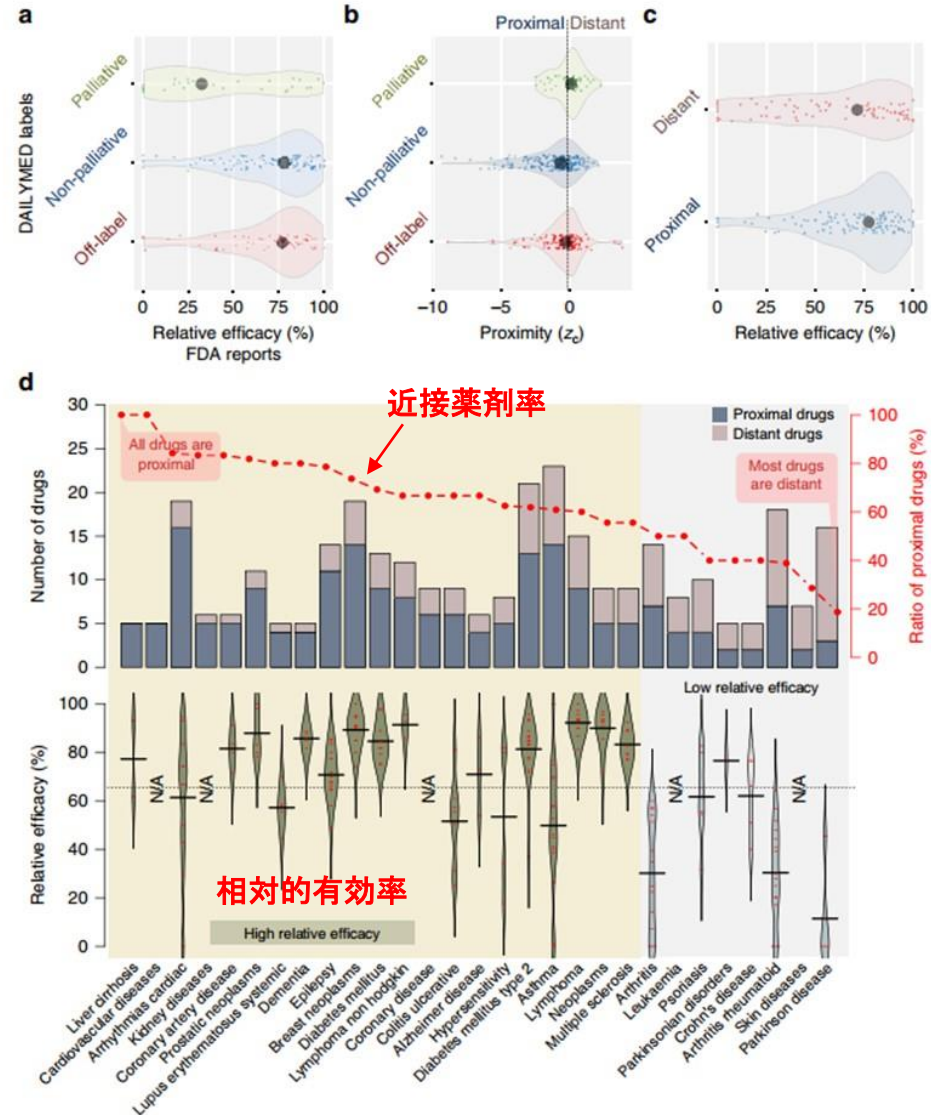 a
DAILYMED labels
Palliative
Non-palliative
Off-label
0 25 50 75 100
Relative efficacy (%)
FDA reports
b
Proximal Distant
Palliative
Non-palliative
Off-label
−10 −5 0
Proximity (zc)
c
Distant
Proximal
0 25 50 75 100
Relative efficacy (%)
d
近接薬剤率
Number of drugs
30
25
20
15
10
5
0
All drugs are
proximal
Proximal drugs
Distant drugs
Most drugs
are distant
100
80
60
40
20
0
Ratio of proximal drugs (%)
Low relative efficacy
Relative efficacy (%)
100
80
60
40
20
0
N/A
N/A
N/A
N/A
N/A
相対的有効率
High relative efficacy
Liver cirrhosis
Cardiovascular diseases
Arrhythmias cardiac
Kidney diseases
Coronary artery disease
Prostatic neoplasms
Lupus erythematosus systemic
Dementia
Epilepsy
Breast neoplasms
Diabetes mellitus
Lymphoma non hodgkin
Coronary disease
Colitis ulcerative
Alzheimer disease
Hypersensitivity
Diabetes mellitus type 2
Asthma
Lymphoma
Neoplasms
Multiple sclerosis
Arthritis
Leukaemia
Psoriasis
Parkinsonian disorders
Crohn's disease
Arthritis rheumatoid
Skin diseases
Parkinson disease